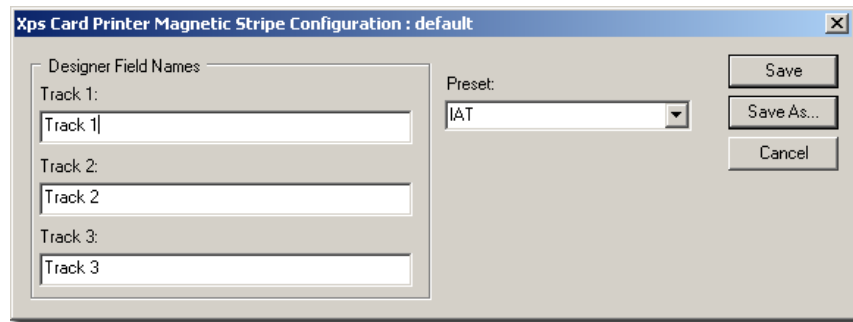 Xps Card Printer Magnetic Stripe Configuration : default
Designer Field Names
Track 1:
Track 1
Track 2:
Track 2
Track 3:
Track 3
Preset:
IAT
Save
Save As...
Cancel